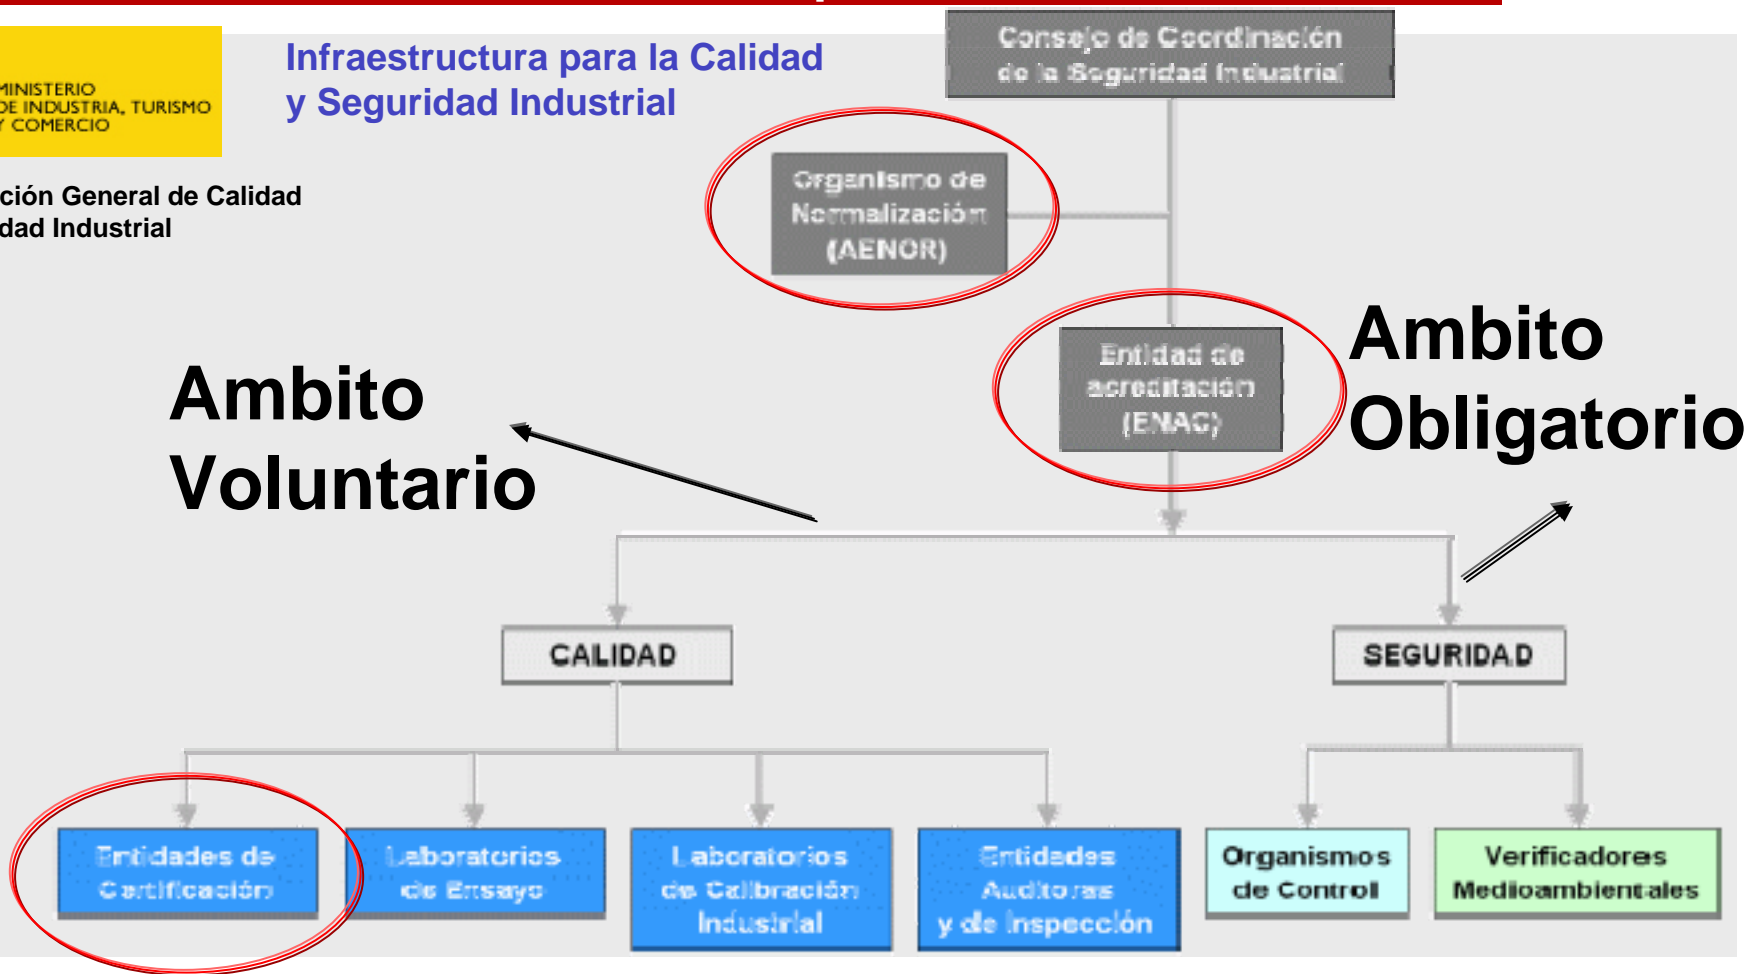 Infraestructura para la Calidad
y Seguridad Industrial
MINISTERIO
DE INDUSTRIA, TURISMO
Y COMERCIO
ción General de Calidad
dad Industrial
Consejo de Coordinación
de la Seguridad Industrial
Organismo de
Normalización
(AENOR)
Entidad de
acreditación
(ENAC)
Ambito
Voluntario
Ambito
Obligatorio
CALIDAD
SEGURIDAD
Entidades de
Certificación
Laboratorios
de Ensayo
Laboratorios
de Calibración
Industrial
Entidades
Auditoras
y de Inspección
Organismos
de Control
Verificadores
Medioambientales